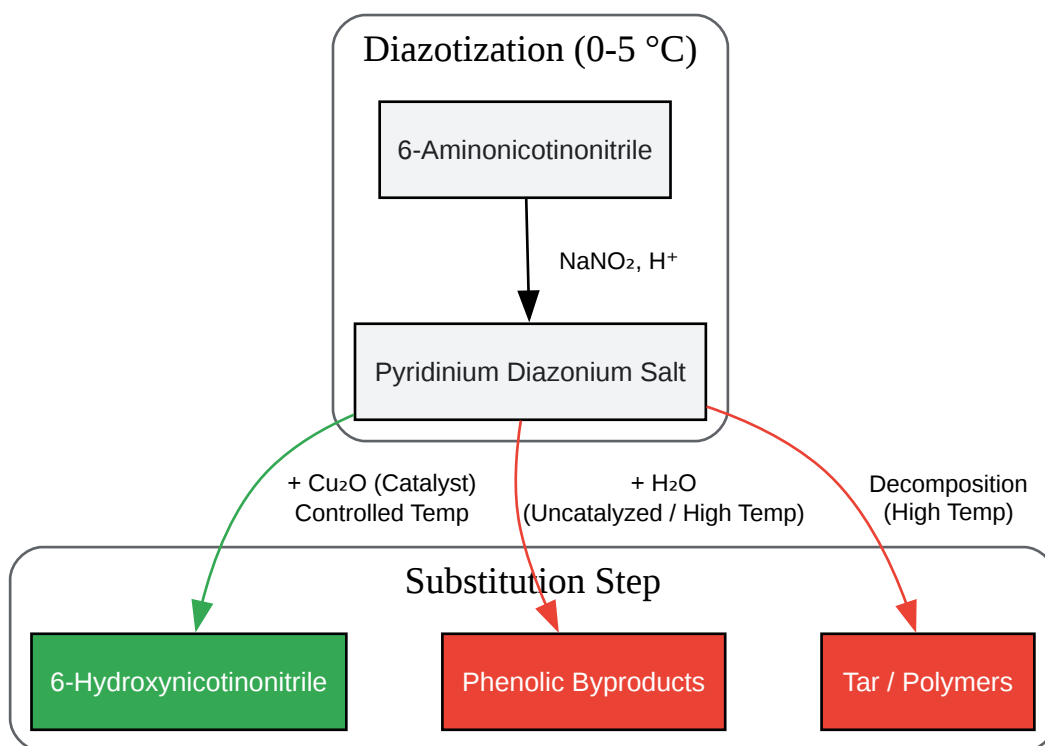 Diazotization (0-5 °C)
6-Aminonicotinonitrile
NaNO₂, H⁺
Pyridinium Diazonium Salt
+ Cu₂O (Catalyst)
Controlled Temp
+ H₂O
(Uncatalyzed / High Temp)
Decomposition
(High Temp)
Substitution Step
6-Hydroxynicotinonitrile
Phenolic Byproducts
Tar / Polymers